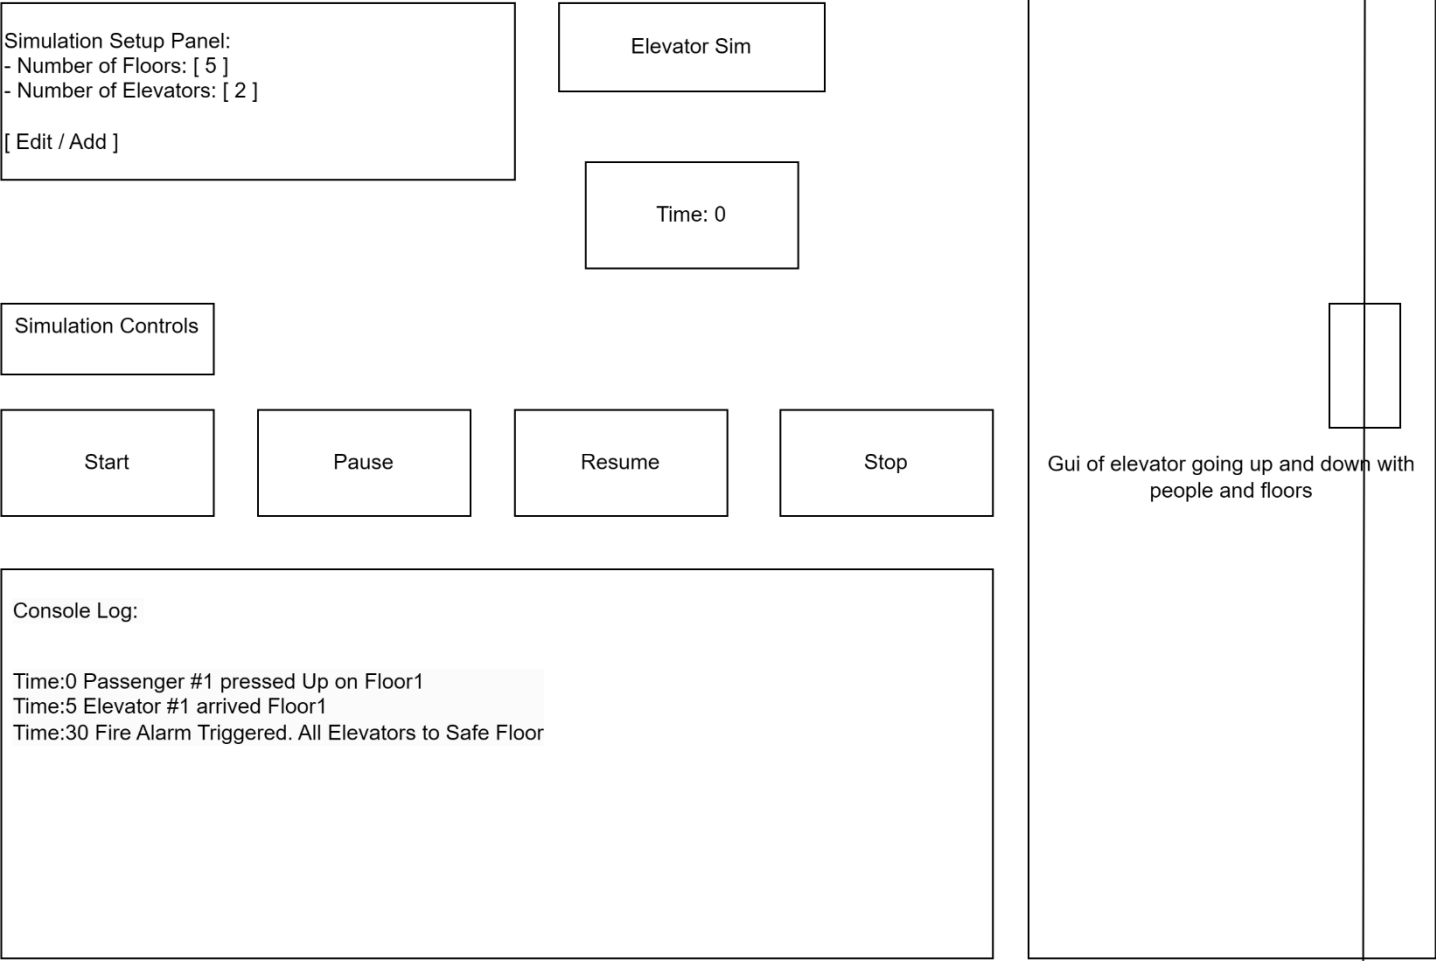 Simulation Setup Panel:
- Number of Floors: [ 5 ]
- Number of Elevators: [ 2 ]
[ Edit / Add ]
Elevator Sim
Time: 0
Simulation Controls
Start
Pause
Resume
Stop
Console Log:
Time:0 Passenger #1 pressed Up on Floor1
Time:5 Elevator #1 arrived Floor1
Time:30 Fire Alarm Triggered. All Elevators to Safe Floor
Gui of elevator going up and down with
people and floors